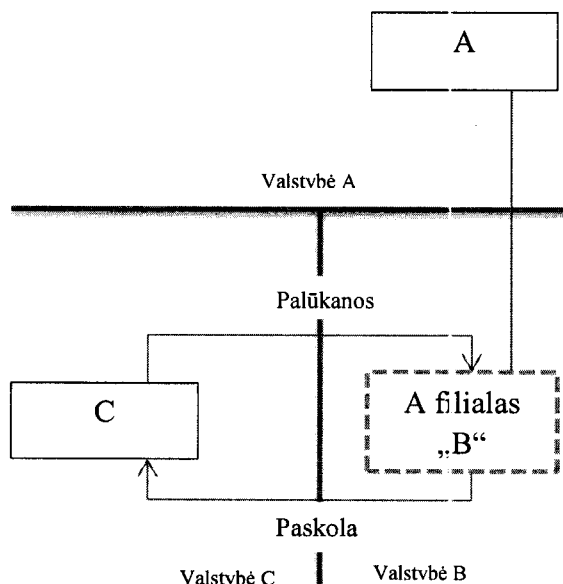 A
Valstybė A
Palūkanos
C
A filialas
„B“
Paskola
Valstybė C
Valstybė B